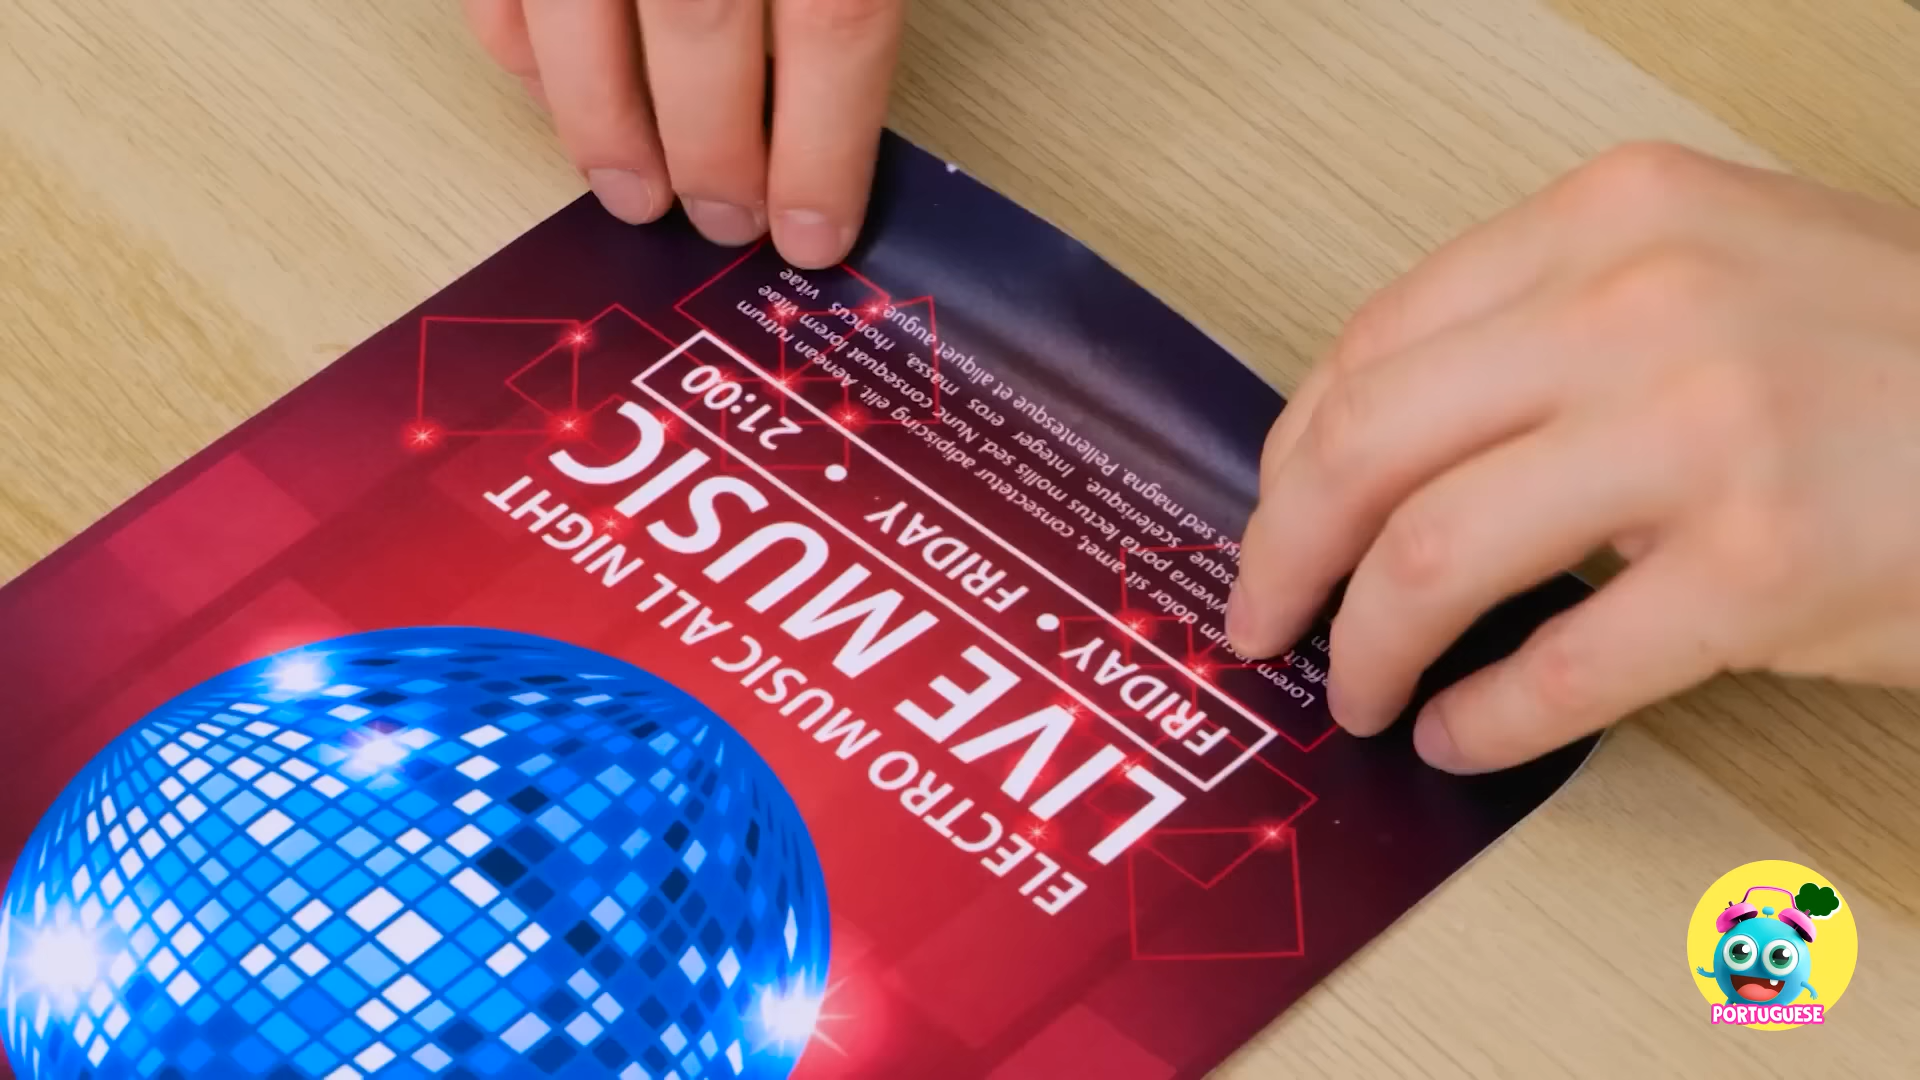 ELECTRO MUSIC ALL NIGHT
LIVE MUSIC
FRIDAY • FRIDAY • 21:00
Lorem ipsum dolor sit amet, consectetur adipiscing elit. Aenean rutrum
viverra porta lectus mollis sed. Nunc consequat lorem vitae
scelerisque. Integer eros massa, rhoncus vitae
sed magna. Pellentesque et aliquet augue.
PORTUGUESE